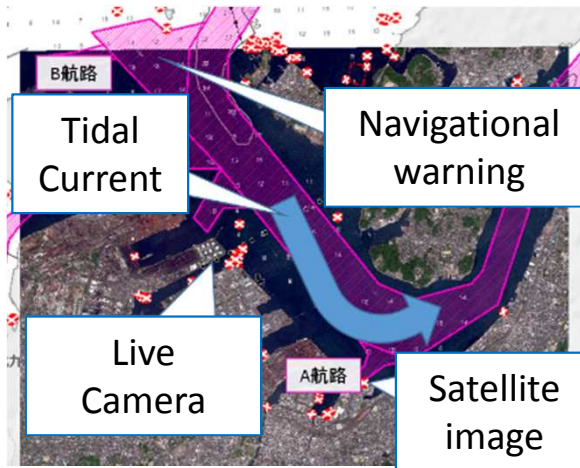 B航路
Tidal
Current
Navigational
warning
Live
Camera
A航路
Satellite
image